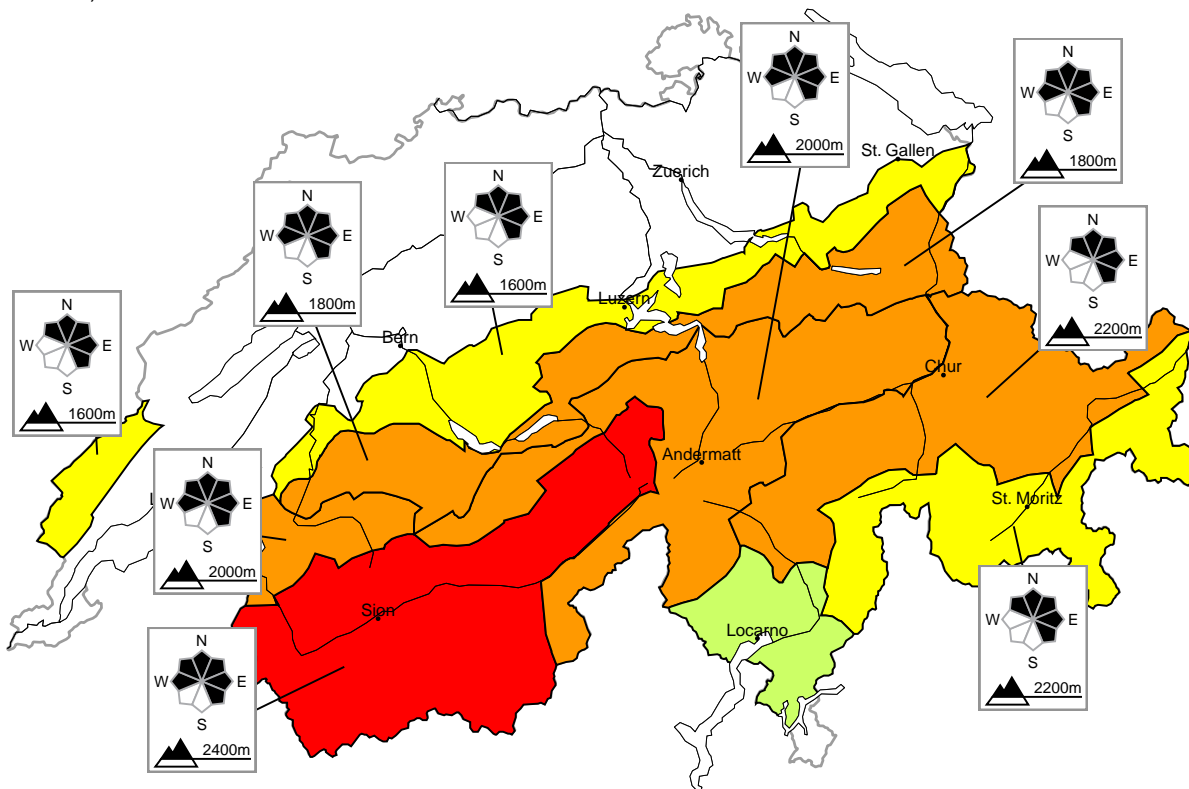 N
W E
S
2000m
N
W E
S
1800m
St. Gallen
Zuerich
N
W E
S
1600m
N
W E
S
1800m
N
W E
S
2200m
Luzern
Bern
N
W E
S
1600m
Chur
Andermatt
N
W E
S
2000m
L
St. Moritz
N
W E
S
2200m
Sion
Locarno
N
W E
S
2400m